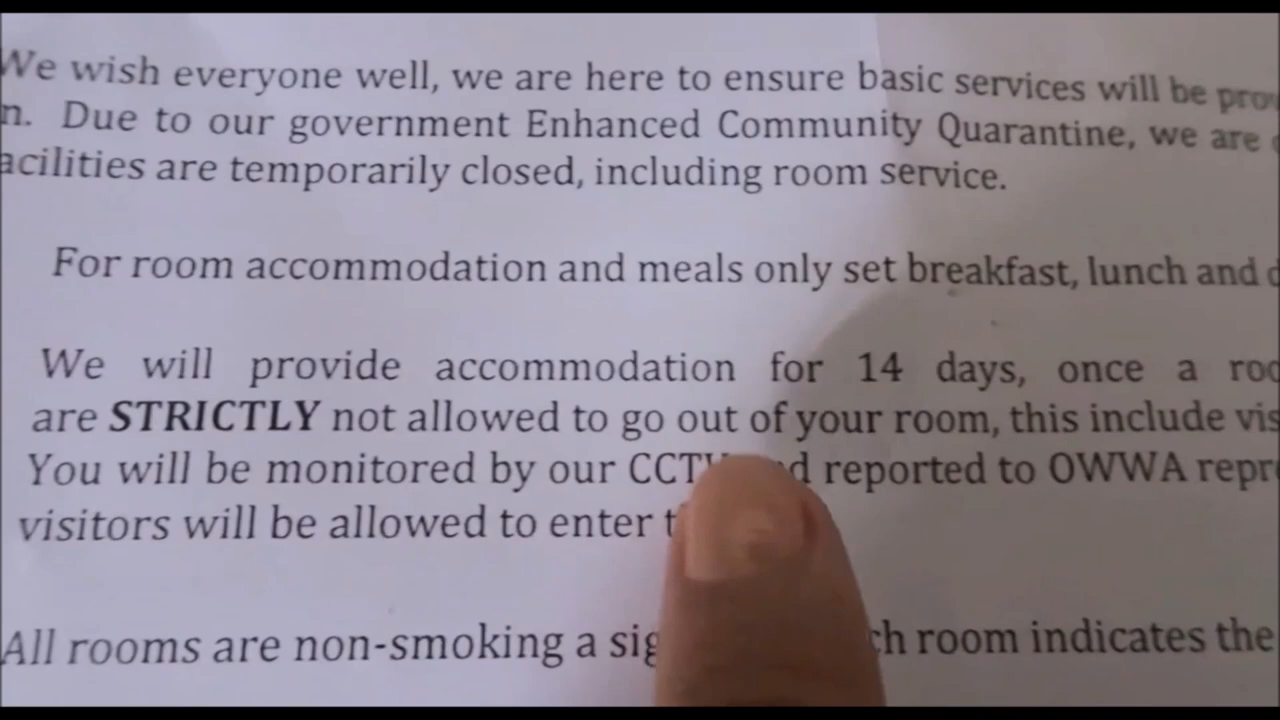 We wish everyone well, we are here to ensure basic services will be
n. Due to our government Enhanced Community Quarantine, we are
acilities are temporarily closed, including room service.
For room accommodation and meals only set breakfast, lunch and
We will provide accommodation for 14 days, once a
are STRICTLY not allowed to go out of your room, this include
You will be monitored by our reported to OWWA
visitors will be allowed to enter
All rooms are non-smoking a room indicates the